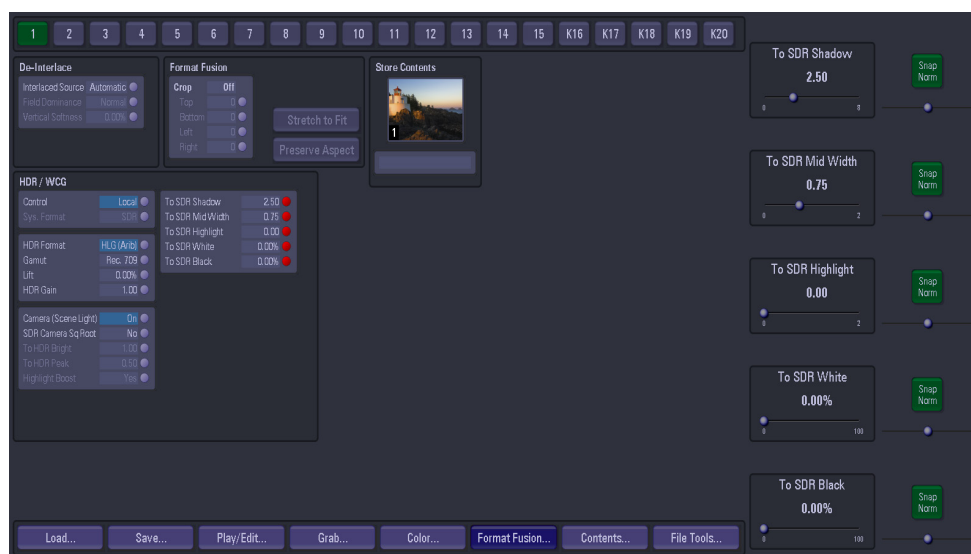 1 2 3 4 5 6 7 8 9 10 11 12 13 14 15 K16 K17 K18 K19 K20
De-Interlace
Interlaced Source Automatic
Field Dominance Normal
Vertical Softness 0.00%
Format Fusion
Crop Off
Top 0
Bottom 0
Left 0
Right 0
Stretch to Fit
Preserve Aspect
Store Contents
1
HDR / WCG
Control Local
Sys. Format SDR
HDR Format HLG (Arib)
Gamut Rec. 709
Lift 0.00%
HDR Gain 1.00
Camera (Scene Light) On
SDR Camera Sq Root No
To HDR Bright 1.00
To HDR Peak 0.50
Highlight Boost Yes
To SDR Shadow 2.50
To SDR Mid Width 0.75
To SDR Highlight 0.00
To SDR White 0.00%
To SDR Black 0.00%
To SDR Shadow
2.50
0 8
Snap
Norm
To SDR Mid Width
0.75
0 2
Snap
Norm
To SDR Highlight
0.00
0 2
Snap
Norm
To SDR White
0.00%
0 100
Snap
Norm
To SDR Black
0.00%
0 100
Snap
Norm
Load... Save... Play/Edit... Grab... Color... Format Fusion... Contents... File Tools...